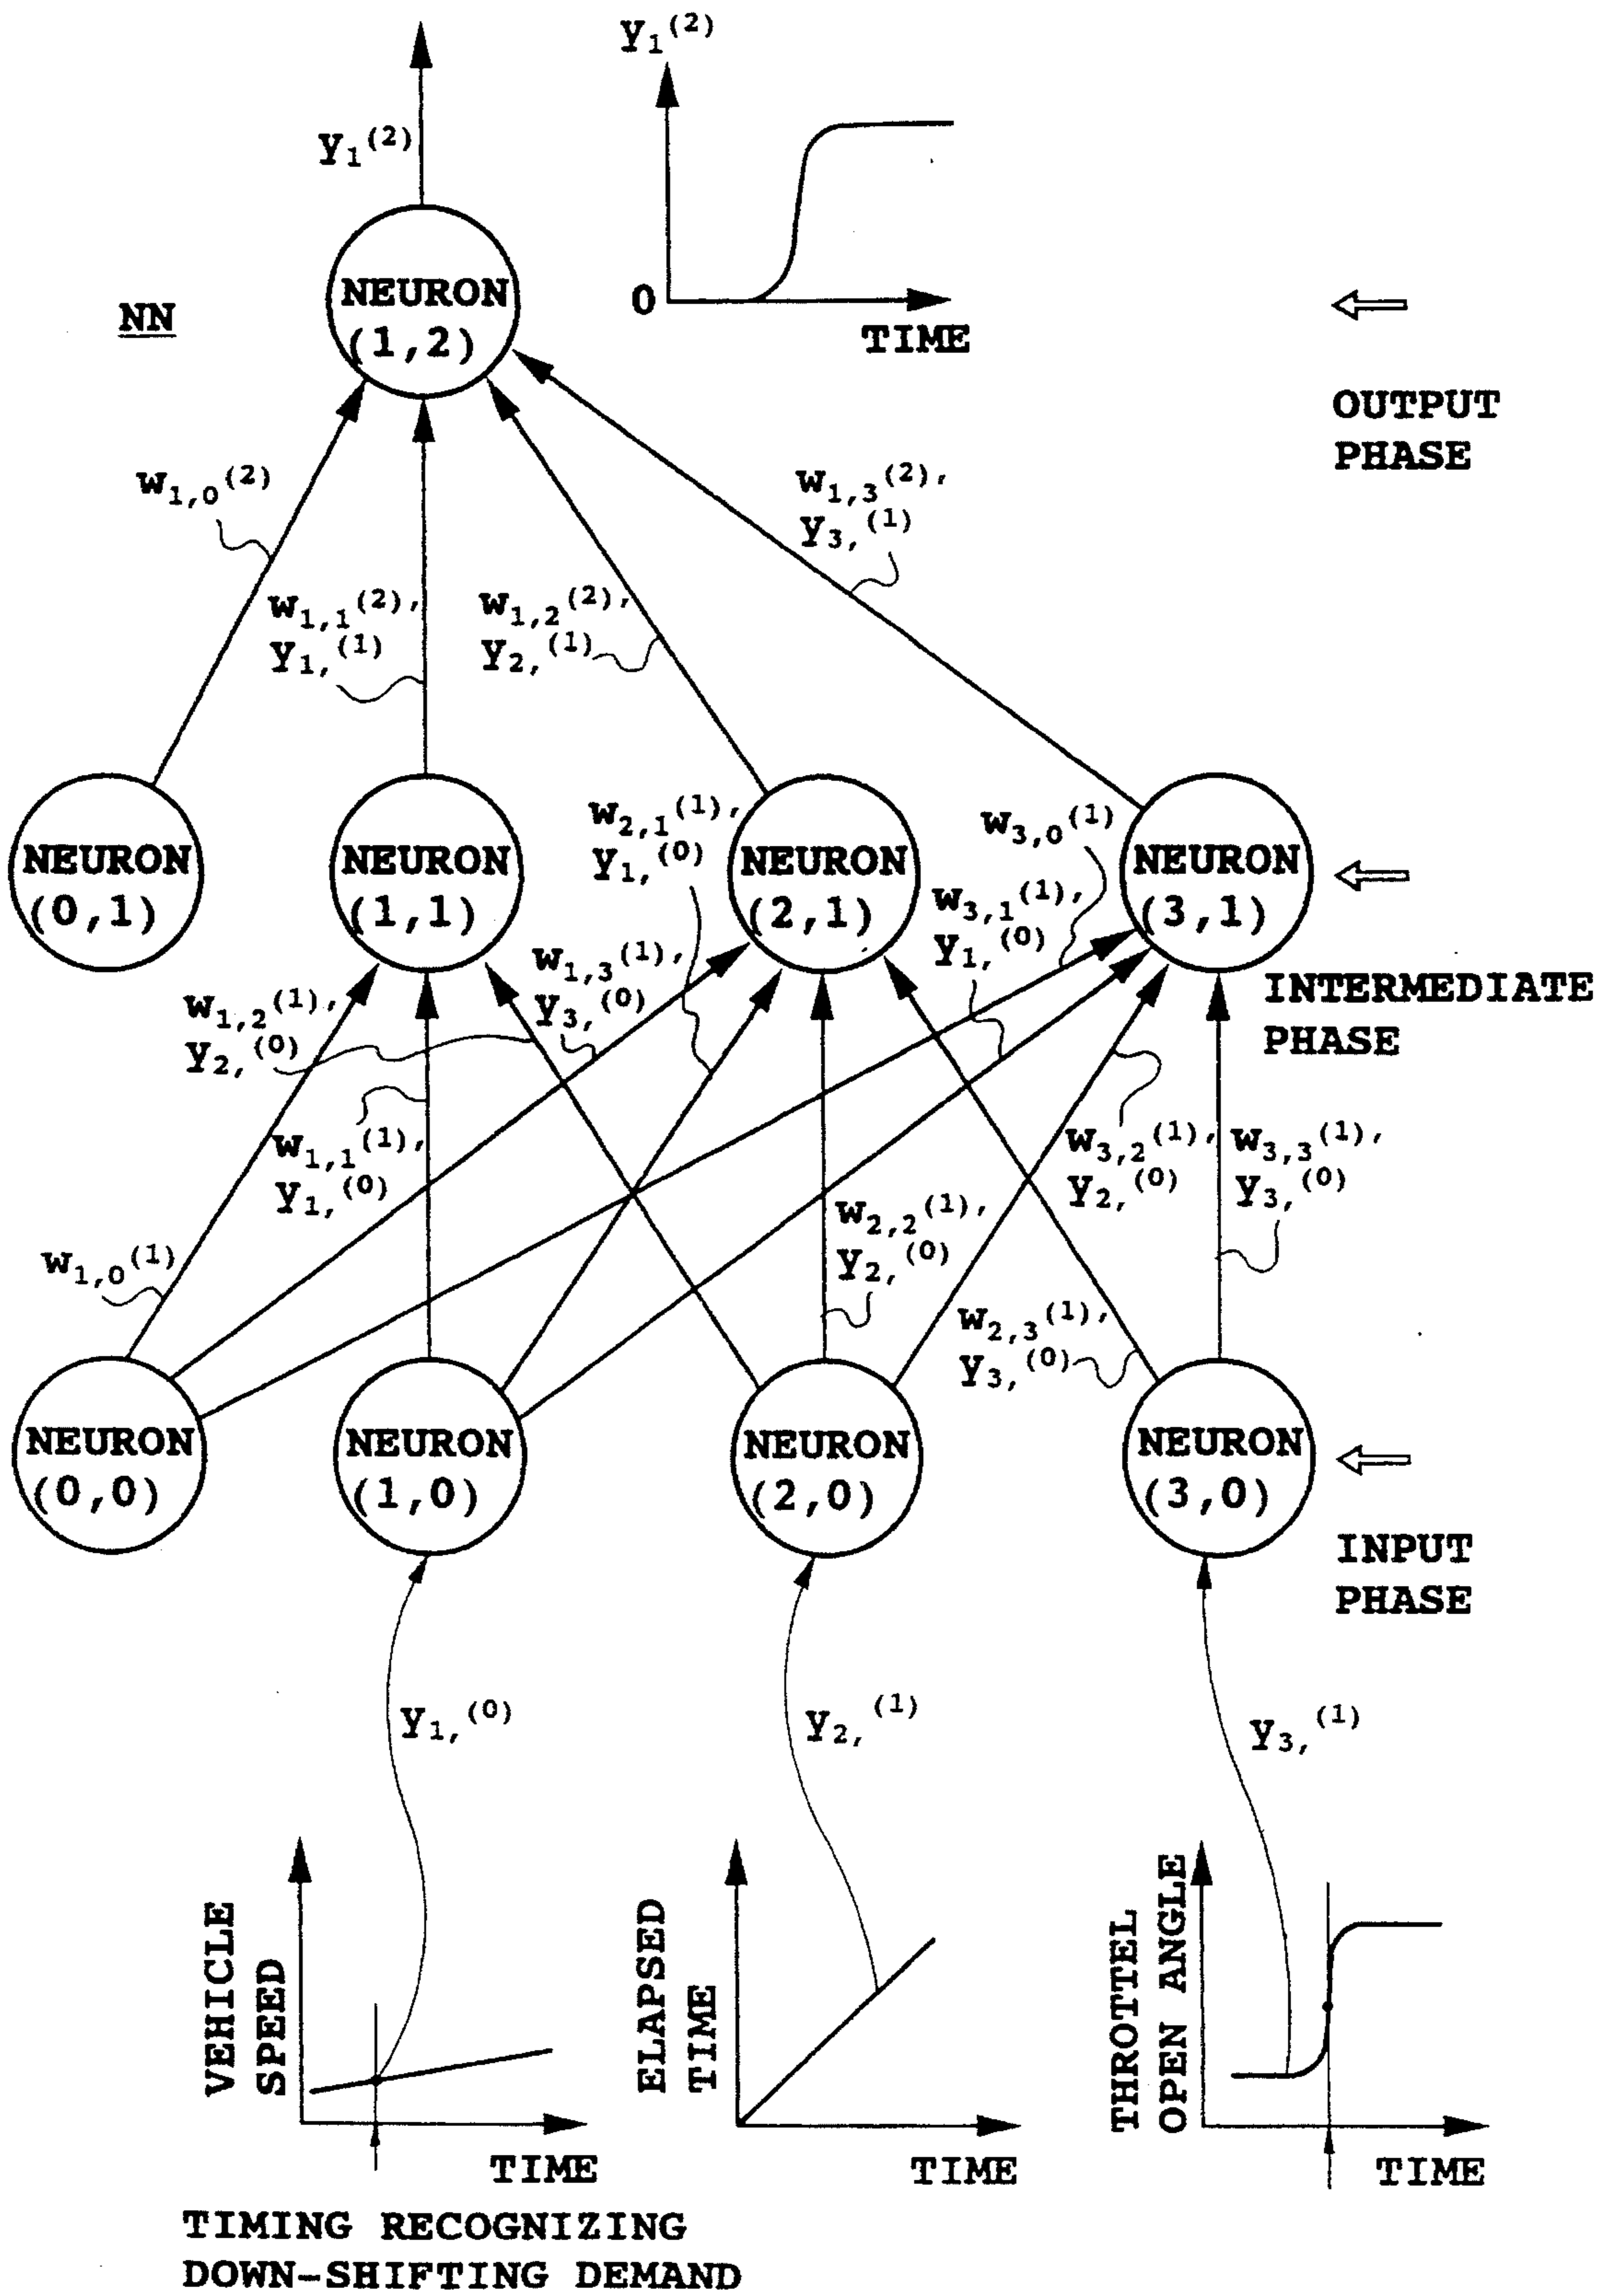 y₁⁽²⁾
y₁⁽²⁾
NN
NEURON
(1,2)
0
TIME
OUTPUT
PHASE
w₁,₀⁽²⁾
w₁,₁⁽²⁾,
y₁,⁽¹⁾
w₁,₂⁽²⁾,
y₂,⁽¹⁾
w₁,₃⁽²⁾,
y₃,⁽¹⁾
NEURON
(0,1)
NEURON
(1,1)
w₂,₁⁽¹⁾,
y₁,⁽⁰⁾
NEURON
(2,1)
w₃,₀⁽¹⁾
NEURON
(3,1)
w₃,₁⁽¹⁾,
y₁,⁽⁰⁾
INTERMEDIATE
PHASE
w₁,₂⁽¹⁾,
y₂,⁽⁰⁾
w₁,₃⁽¹⁾,
y₃,⁽⁰⁾
w₁,₁⁽¹⁾,
y₁,⁽⁰⁾
w₃,₂⁽¹⁾,
y₂,⁽⁰⁾
w₃,₃⁽¹⁾,
y₃,⁽⁰⁾
w₁,₀⁽¹⁾
w₂,₂⁽¹⁾,
y₂,⁽⁰⁾
w₂,₃⁽¹⁾,
y₃,⁽⁰⁾
NEURON
(0,0)
NEURON
(1,0)
NEURON
(2,0)
NEURON
(3,0)
INPUT
PHASE
y₁,⁽⁰⁾
y₂,⁽¹⁾
y₃,⁽¹⁾
VEHICLE
SPEED
TIME
ELAPSED
TIME
TIME
THROTTEL
OPEN ANGLE
TIME
TIMING RECOGNIZING
DOWN-SHIFTING DEMAND